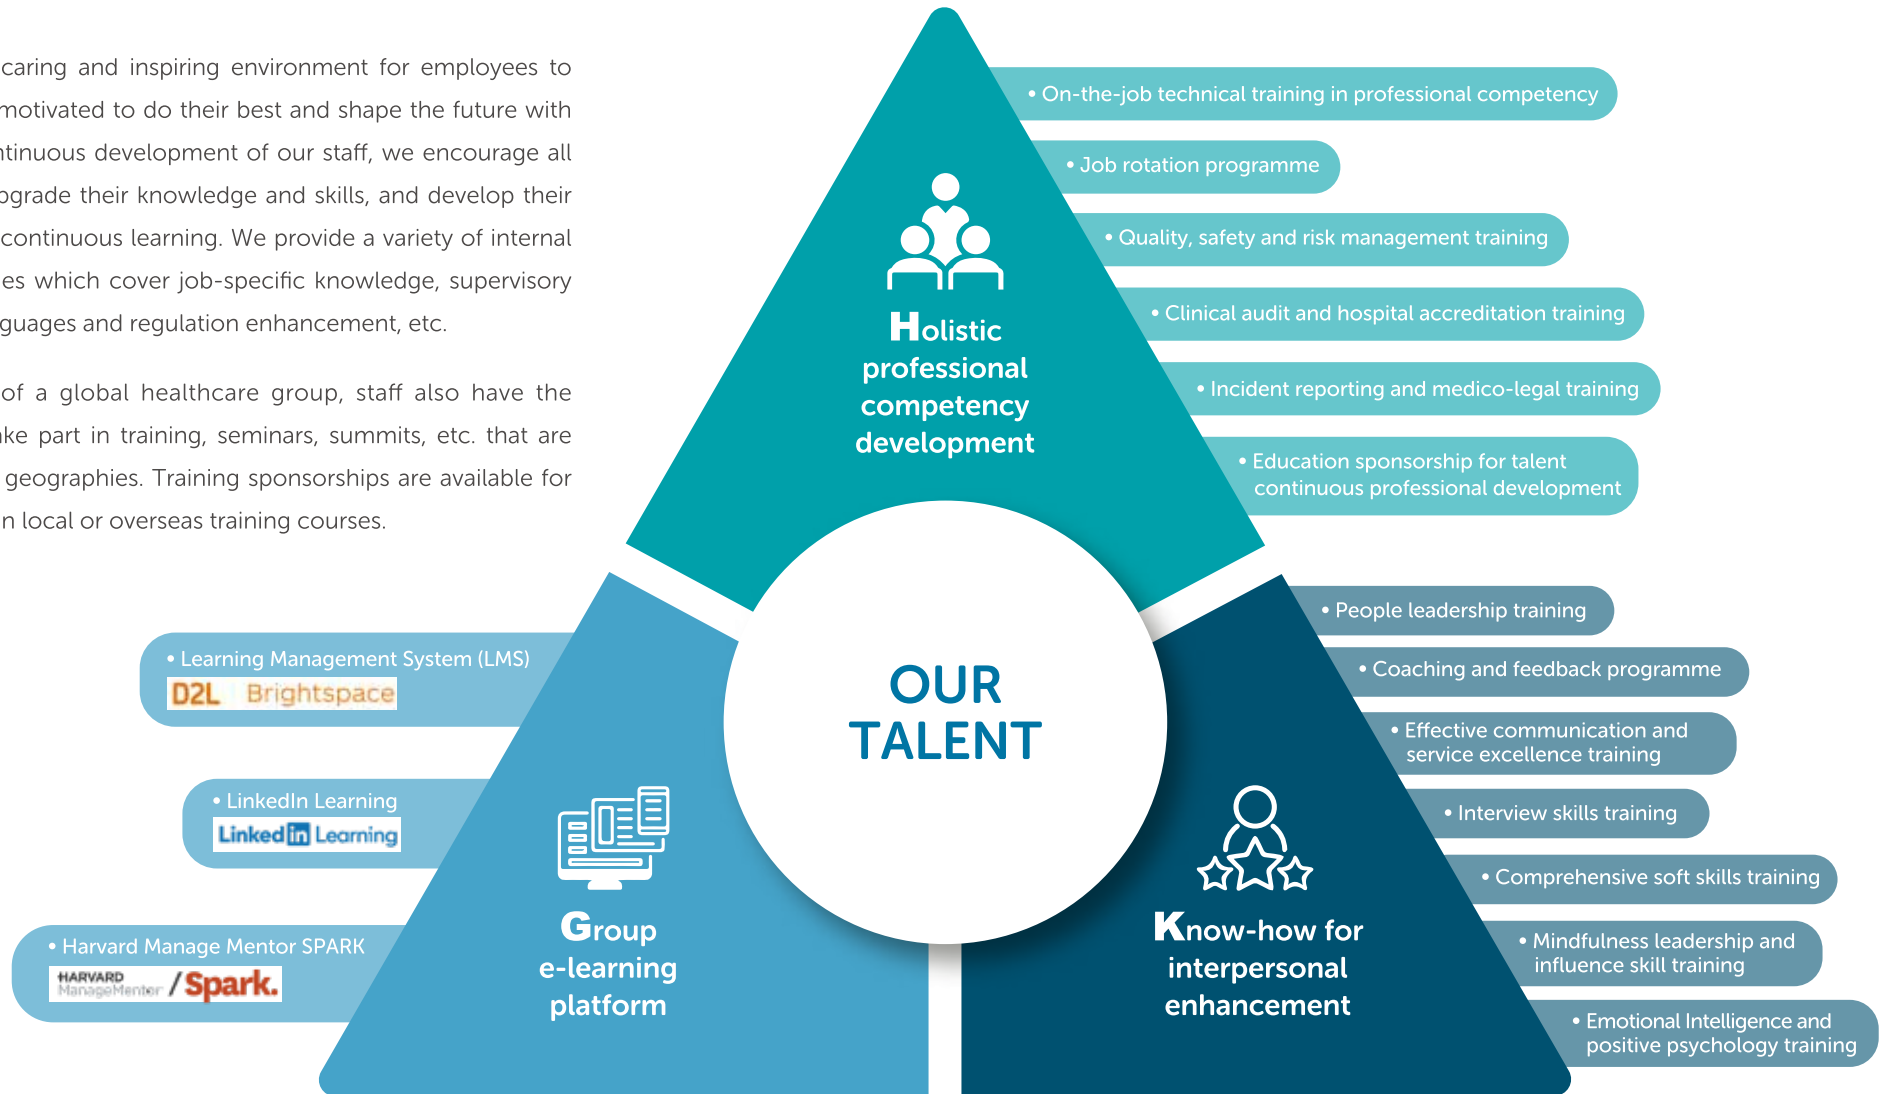 caring and inspiring environment for employees to
motivated to do their best and shape the future with
ntinuous development of our staff, we encourage all
pgrade their knowledge and skills, and develop their
continuous learning. We provide a variety of internal
es which cover job-specific knowledge, supervisory
nguages and regulation enhancement, etc.
of a global healthcare group, staff also have the
ake part in training, seminars, summits, etc. that are
geographies. Training sponsorships are available for
in local or overseas training courses.
Holistic
professional
competency
development
• On-the-job technical training in professional competency
• Job rotation programme
• Quality, safety and risk management training
• Clinical audit and hospital accreditation training
• Incident reporting and medico-legal training
• Education sponsorship for talent
continuous professional development
OUR
TALENT
• Learning Management System (LMS)
D2L Brightspace
• LinkedIn Learning
Linked in Learning
• Harvard Manage Mentor SPARK
HARVARD
ManageMentor / Spark.
Group
e-learning
platform
Know-how for
interpersonal
enhancement
• People leadership training
• Coaching and feedback programme
• Effective communication and
service excellence training
• Interview skills training
• Comprehensive soft skills training
• Mindfulness leadership and
influence skill training
• Emotional Intelligence and
positive psychology training